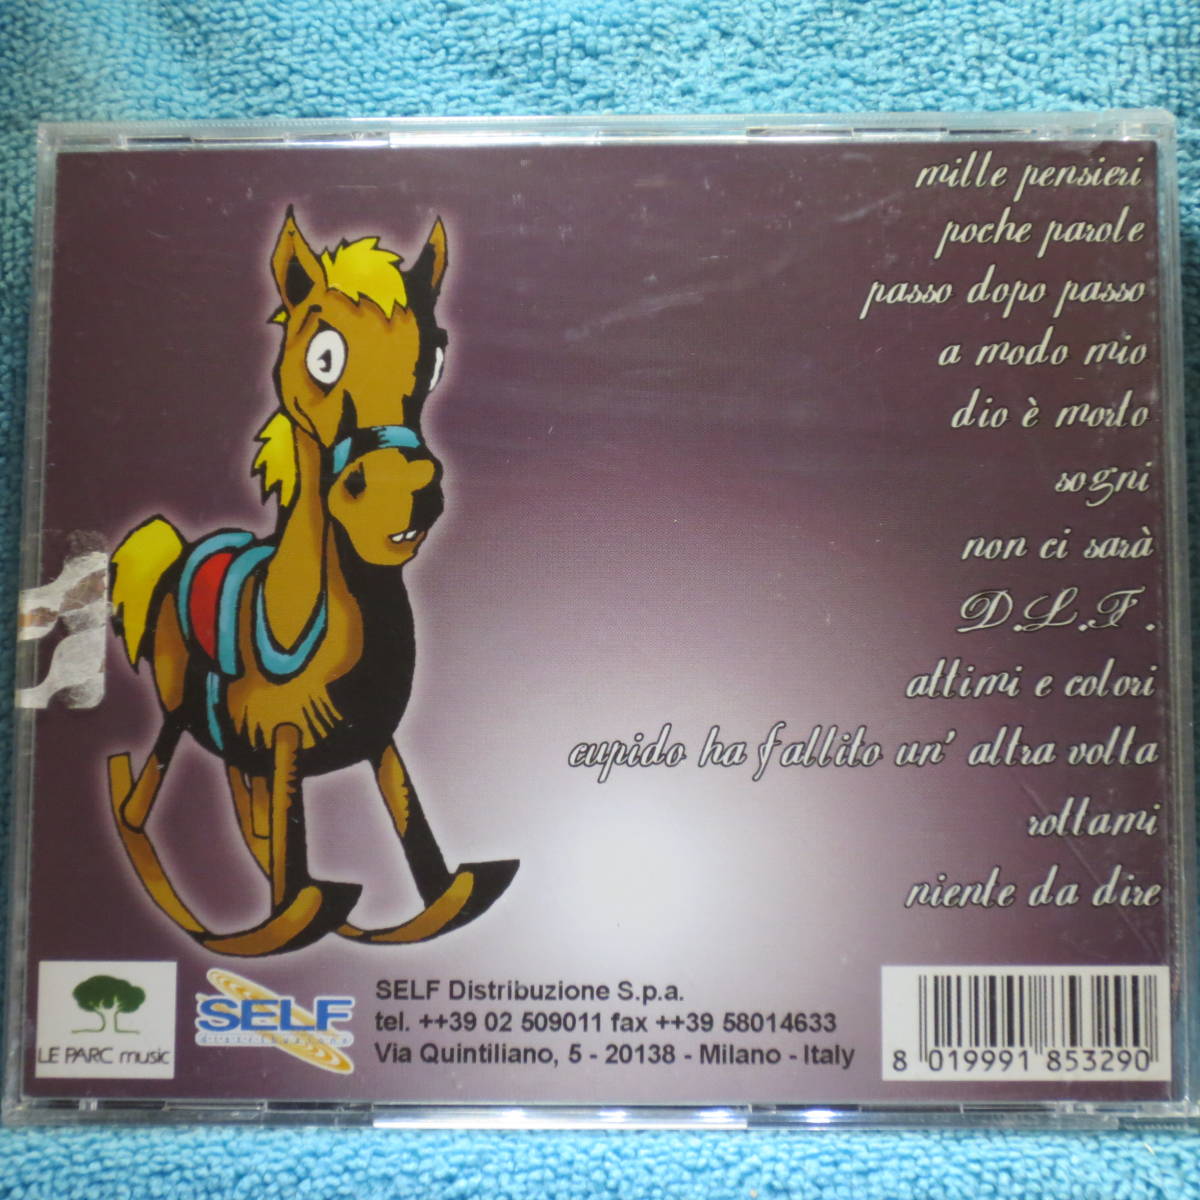 mille pensieri
poche parole
passo dopo passo
a modo mio
dio è morto
sogni
non ci sarà
D.L.F.
attimi e colori
cupido ha fallito un' altra volta
rottami
niente da dire
LE PARC music
SELF
SELF Distribuzione S.p.a.
tel. ++39 02 509011 fax ++39 58014633
Via Quintiliano, 5 - 20138 - Milano - Italy
8 019991 853290